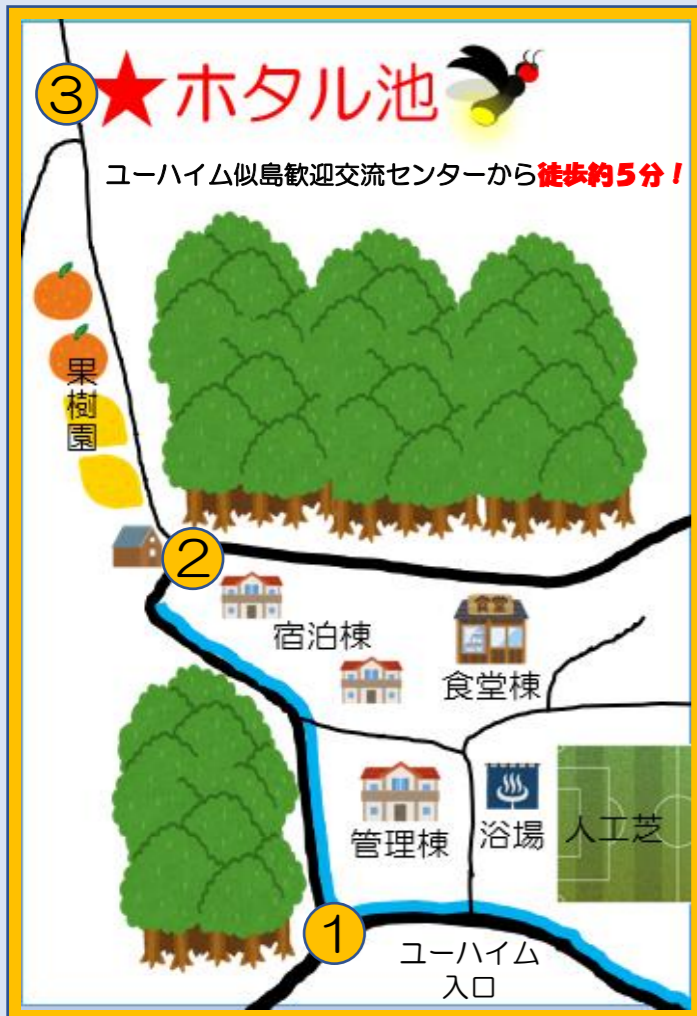 ③★ホタル池
ユーハイム似島歓迎交流センターから徒歩約5分！
果樹園
②
宿泊棟
食堂
食堂棟
管理棟
浴場
人工芝
①
ユーハイム
入口